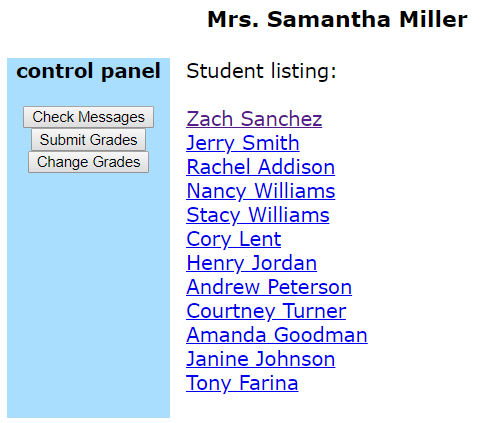 Mrs. Samantha Miller
control panel
Check Messages
Submit Grades
Change Grades
Student listing:
Zach Sanchez
Jerry Smith
Rachel Addison
Nancy Williams
Stacy Williams
Cory Lent
Henry Jordan
Andrew Peterson
Courtney Turner
Amanda Goodman
Janine Johnson
Tony Farina